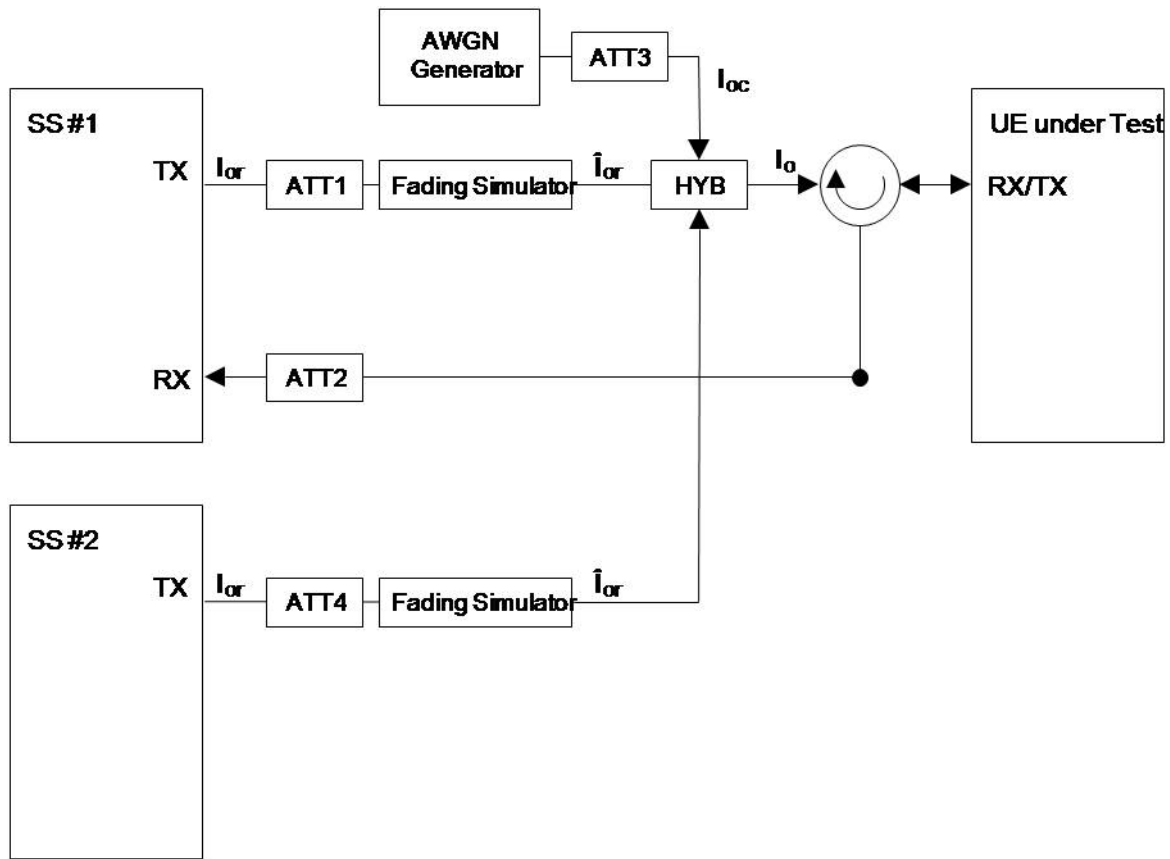 AWGN
Generator
ATT3
Ioc
SS #1
TX
Ior
ATT1
Fading Simulator
Îor
HYB
Io
UE under Test
RX/TX
RX
ATT2
SS #2
TX
Ior
ATT4
Fading Simulator
Îor